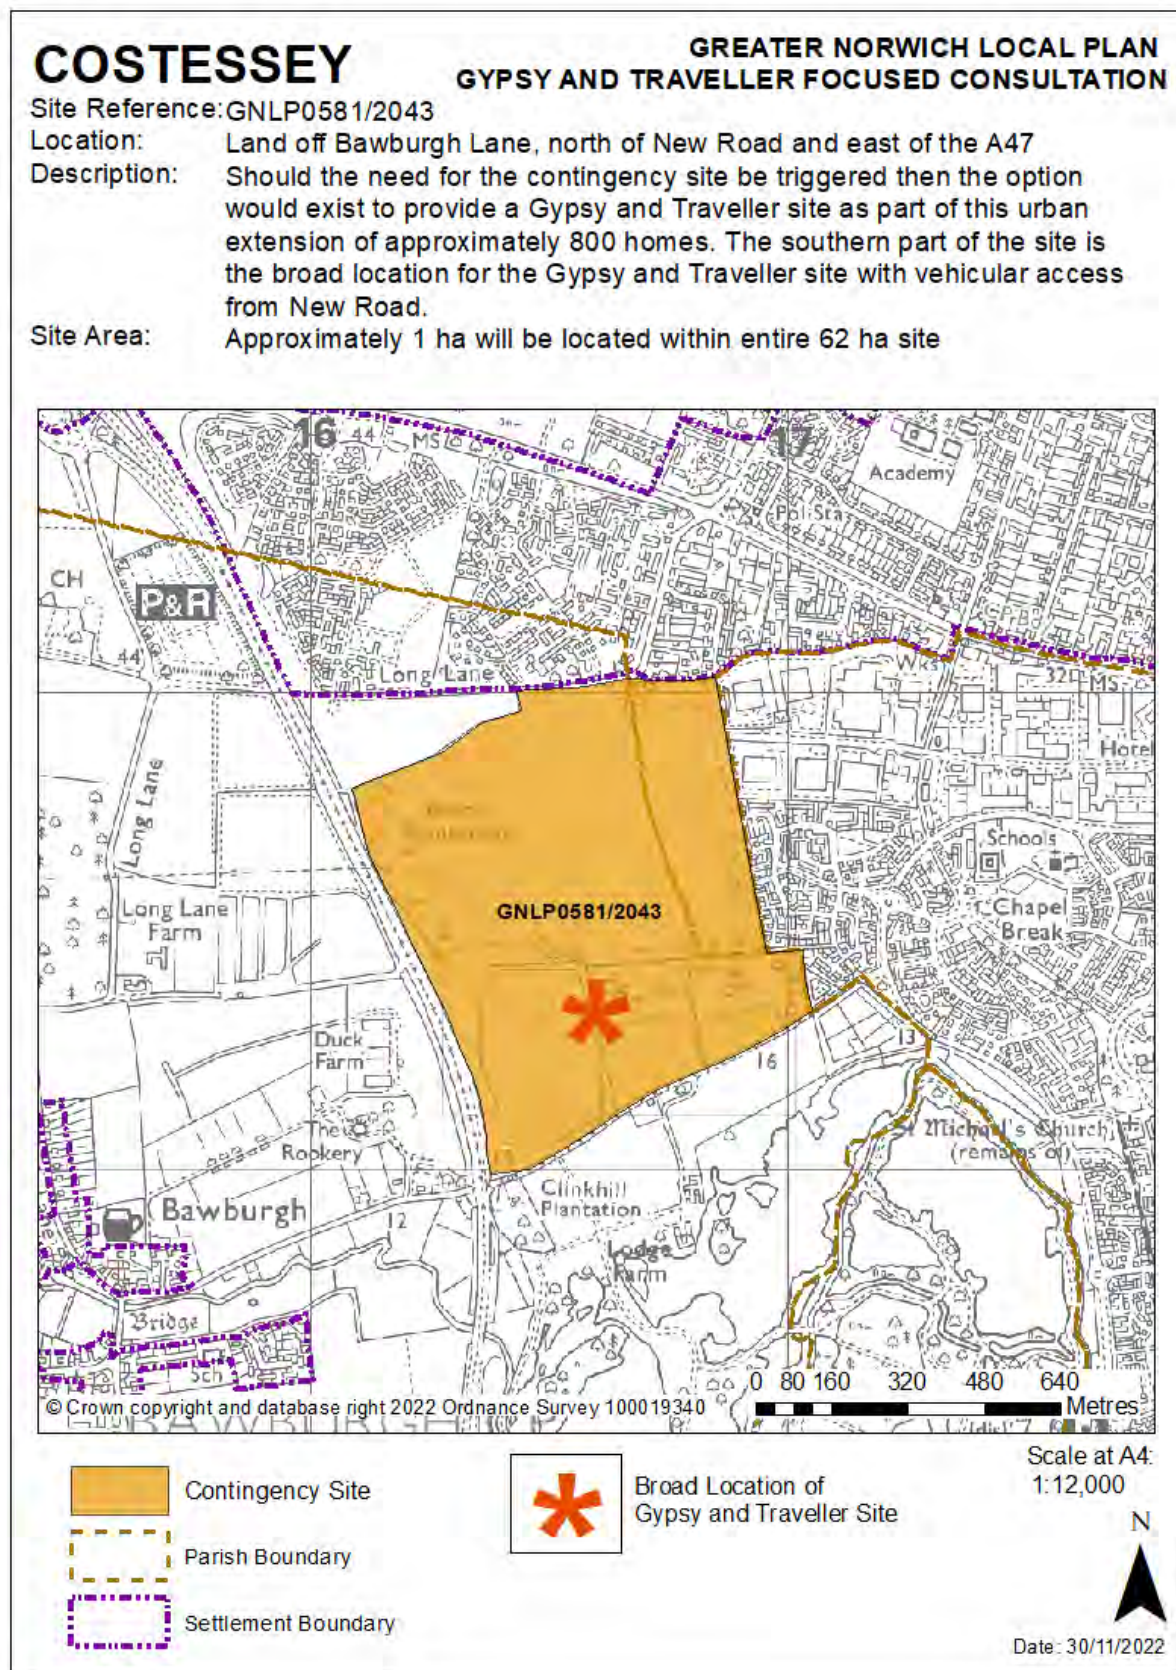 COSTESSEY
GREATER NORWICH LOCAL PLAN
GYPSY AND TRAVELLER FOCUSED CONSULTATION
Site Reference: GNLP0581/2043
Location: Land off Bawburgh Lane, north of New Road and east of the A47
Description: Should the need for the contingency site be triggered then the option
would exist to provide a Gypsy and Traveller site as part of this urban
extension of approximately 800 homes. The southern part of the site is
the broad location for the Gypsy and Traveller site with vehicular access
from New Road.
Site Area: Approximately 1 ha will be located within entire 62 ha site
16
44
MS
17
Academy
Pol Sta
CH
P&R
44
Long Lane
Wks
32
MS
Hotel
Long Lane
Schools
Long Lane
Farm
GNLP0581/2043
Chapel
Break
Duck
Farm
16
13
The
Rookery
St Michael's Church
(remains of)
Bawburgh
12
Clinkhill
Plantation
Lodge
Farm
Bridge
Sch
0 80 160 320 480 640
Metres
© Crown copyright and database right 2022 Ordnance Survey 100019340
BAWBURGH
Contingency Site
Parish Boundary
Settlement Boundary
Broad Location of
Gypsy and Traveller Site
Scale at A4:
1:12,000
N
Date: 30/11/2022